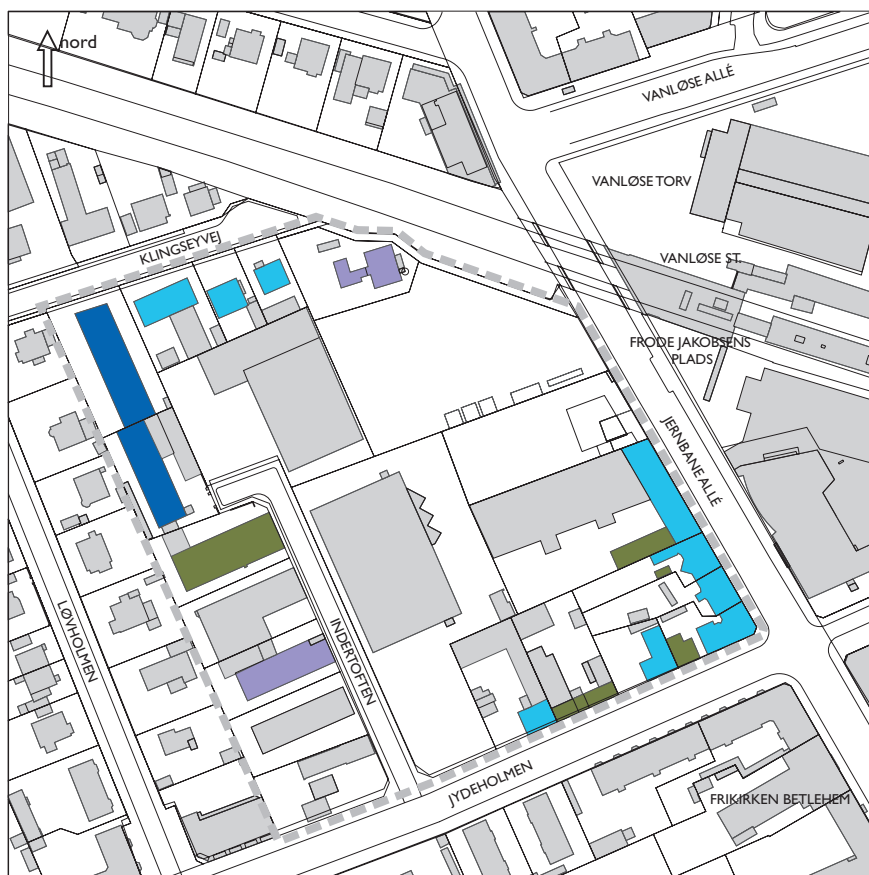 nord
VANLØSE ALLÉ
VANLØSE TORV
KLINGSEYVEJ
VANLØSE ST.
FRODE JAKOBSENS
PLADS
JERNBANE ALLÉ
LØVHOLMEN
INDERTOFTEN
JYDEHOLMEN
FRIKIRKEN BETLEHEM